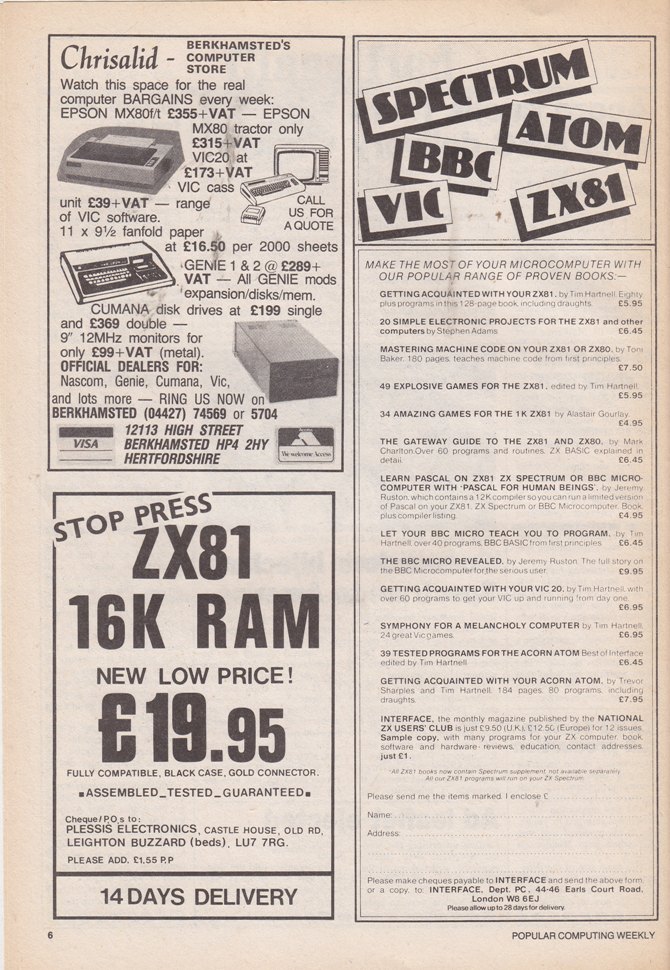 Chrisalid - BERKHAMSTED'S
COMPUTER
STORE
Watch this space for the real
computer BARGAINS every week:
EPSON MX80f/t £355+VAT — EPSON
MX80 tractor only
£315+VAT
VIC20 at
£173+VAT
VIC cass
unit £39+VAT — range
of VIC software.
CALL
US FOR
A QUOTE
11 x 9½ fanfold paper
at £16.50 per 2000 sheets
GENIE 1 & 2 @ £289+
VAT — All GENIE mods
expansion/disks/mem.
CUMANA disk drives at £199 single
and £369 double —
9" 12MHz monitors for
only £99+VAT (metal).
OFFICIAL DEALERS FOR:
Nascom, Genie, Cumana, Vic,
and lots more — RING US NOW on
BERKHAMSTED (04427) 74569 or 5704
VISA
12113 HIGH STREET
BERKHAMSTED HP4 2HY
HERTFORDSHIRE
Access
We welcome Access
STOP PRESS
ZX81
16K RAM
NEW LOW PRICE!
£19.95
FULLY COMPATIBLE, BLACK CASE, GOLD CONNECTOR.
ASSEMBLED_TESTED_GUARANTEED
Cheque/P.O.s to:
PLESSIS ELECTRONICS, CASTLE HOUSE, OLD RD,
LEIGHTON BUZZARD (beds), LU7 7RG.
PLEASE ADD. £1,55 P.P
14 DAYS DELIVERY
SPECTRUM
ATOM
BBC
VIC
ZX81
MAKE THE MOST OF YOUR MICROCOMPUTER WITH
OUR POPULAR RANGE OF PROVEN BOOKS:—
GETTING ACQUAINTED WITH YOUR ZX81. by Tim Hartnell. Eighty
plus programs in this 128-page book, including draughts. £5.95
20 SIMPLE ELECTRONIC PROJECTS FOR THE ZX81 and other
computers by Stephen Adams £6.45
MASTERING MACHINE CODE ON YOUR ZX81 OR ZX80. by Toni
Baker, 180 pages, teaches machine code from first principles.
£7.50
49 EXPLOSIVE GAMES FOR THE ZX81. edited by Tim Hartnell.
£5.95
34 AMAZING GAMES FOR THE 1K ZX81 by Alastair Gourlay.
£4.95
THE GATEWAY GUIDE TO THE ZX81 AND ZX80. by Mark
Charlton. Over 60 programs and routines. ZX BASIC explained in
detail. £6.45
LEARN PASCAL ON ZX81 ZX SPECTRUM OR BBC MICRO-
COMPUTER WITH 'PASCAL FOR HUMAN BEINGS'. by Jeremy
Ruston, which contains a 12K compiler so you can run a limited version
of Pascal on your ZX81, ZX Spectrum or BBC Microcomputer. Book,
plus compiler listing. £4.95
LET YOUR BBC MICRO TEACH YOU TO PROGRAM. by Tim
Hartnell, over 40 programs, BBC BASIC from first principles £6.45
THE BBC MICRO REVEALED. by Jeremy Ruston. The full story on
the BBC Microcomputer for the serious user. £9.95
GETTING ACQUAINTED WITH YOUR VIC 20. by Tim Hartnell, with
over 60 programs to get your VIC up and running from day one.
£6.95
SYMPHONY FOR A MELANCHOLY COMPUTER by Tim Hartnell.
24 great Vic games. £6.95
39 TESTED PROGRAMS FOR THE ACORN ATOM Best of Interface
edited by Tim Hartnell £6.45
GETTING ACQUAINTED WITH YOUR ACORN ATOM. by Trevor
Sharples and Tim Hartnell. 184 pages, 80 programs, including
draughts. £7.95
INTERFACE, the monthly magazine published by the NATIONAL
ZX USERS' CLUB is just £9.50 (U.K.), £12.50 (Europe) for 12 issues.
Sample copy, with many programs for your ZX computer, book,
software and hardware reviews, education, contact addresses,
just £1.
*All ZX81 books now contain Spectrum supplement, not available separately.
All our ZX81 programs will run on your ZX Spectrum.
Please send me the items marked. I enclose £
Name:
Address:
Please make cheques payable to INTERFACE and send the above form,
or a copy, to: INTERFACE, Dept. PC, 44-46 Earls Court Road,
London W8 6EJ
Please allow up to 28 days for delivery.
6
POPULAR COMPUTING WEEKLY